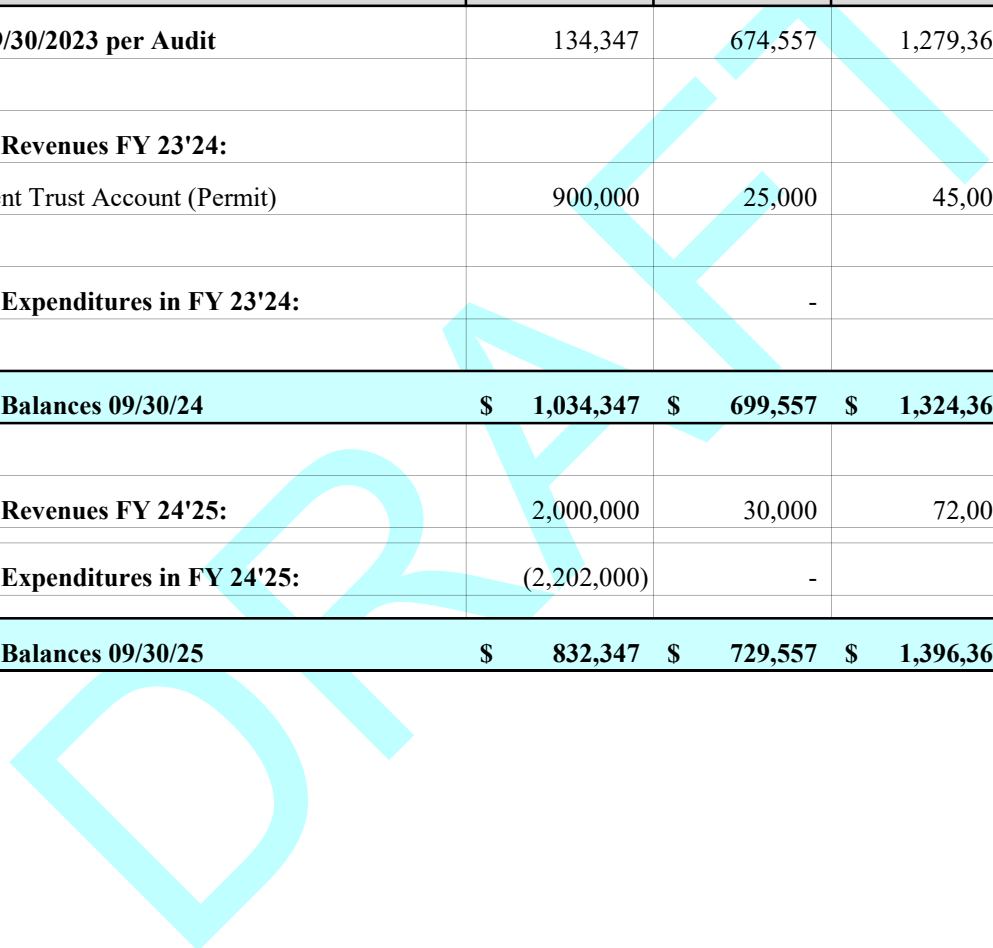 9/30/2023 per Audit 134,347 674,557 1,279,36
Revenues FY 23'24:
nt Trust Account (Permit) 900,000 25,000 45,00
Expenditures in FY 23'24: -
Balances 09/30/24 $ 1,034,347 $ 699,557 $ 1,324,36
Revenues FY 24'25: 2,000,000 30,000 72,00
Expenditures in FY 24'25: (2,202,000) -
Balances 09/30/25 $ 832,347 $ 729,557 $ 1,396,36
DRAFT